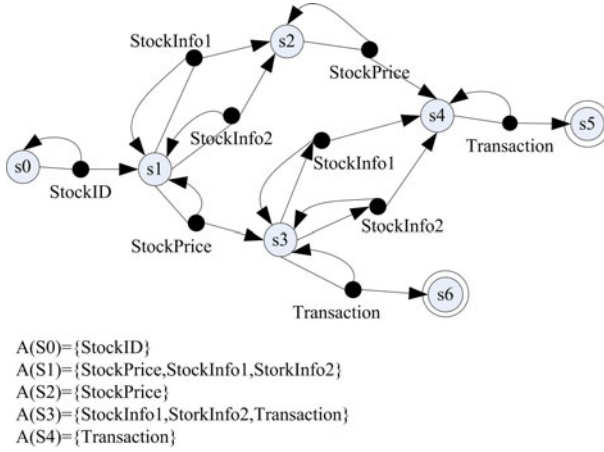 StockInfo1
s2
StockPrice
StockInfo2
s4
s5
Transaction
s0
s1
StockID
StockInfo1
StockPrice
s3
StockInfo2
s6
Transaction
A(S0)={StockID}
A(S1)={StockPrice,StockInfo1,StorkInfo2}
A(S2)={StockPrice}
A(S3)={StockInfo1,StorkInfo2,Transaction}
A(S4)={Transaction}